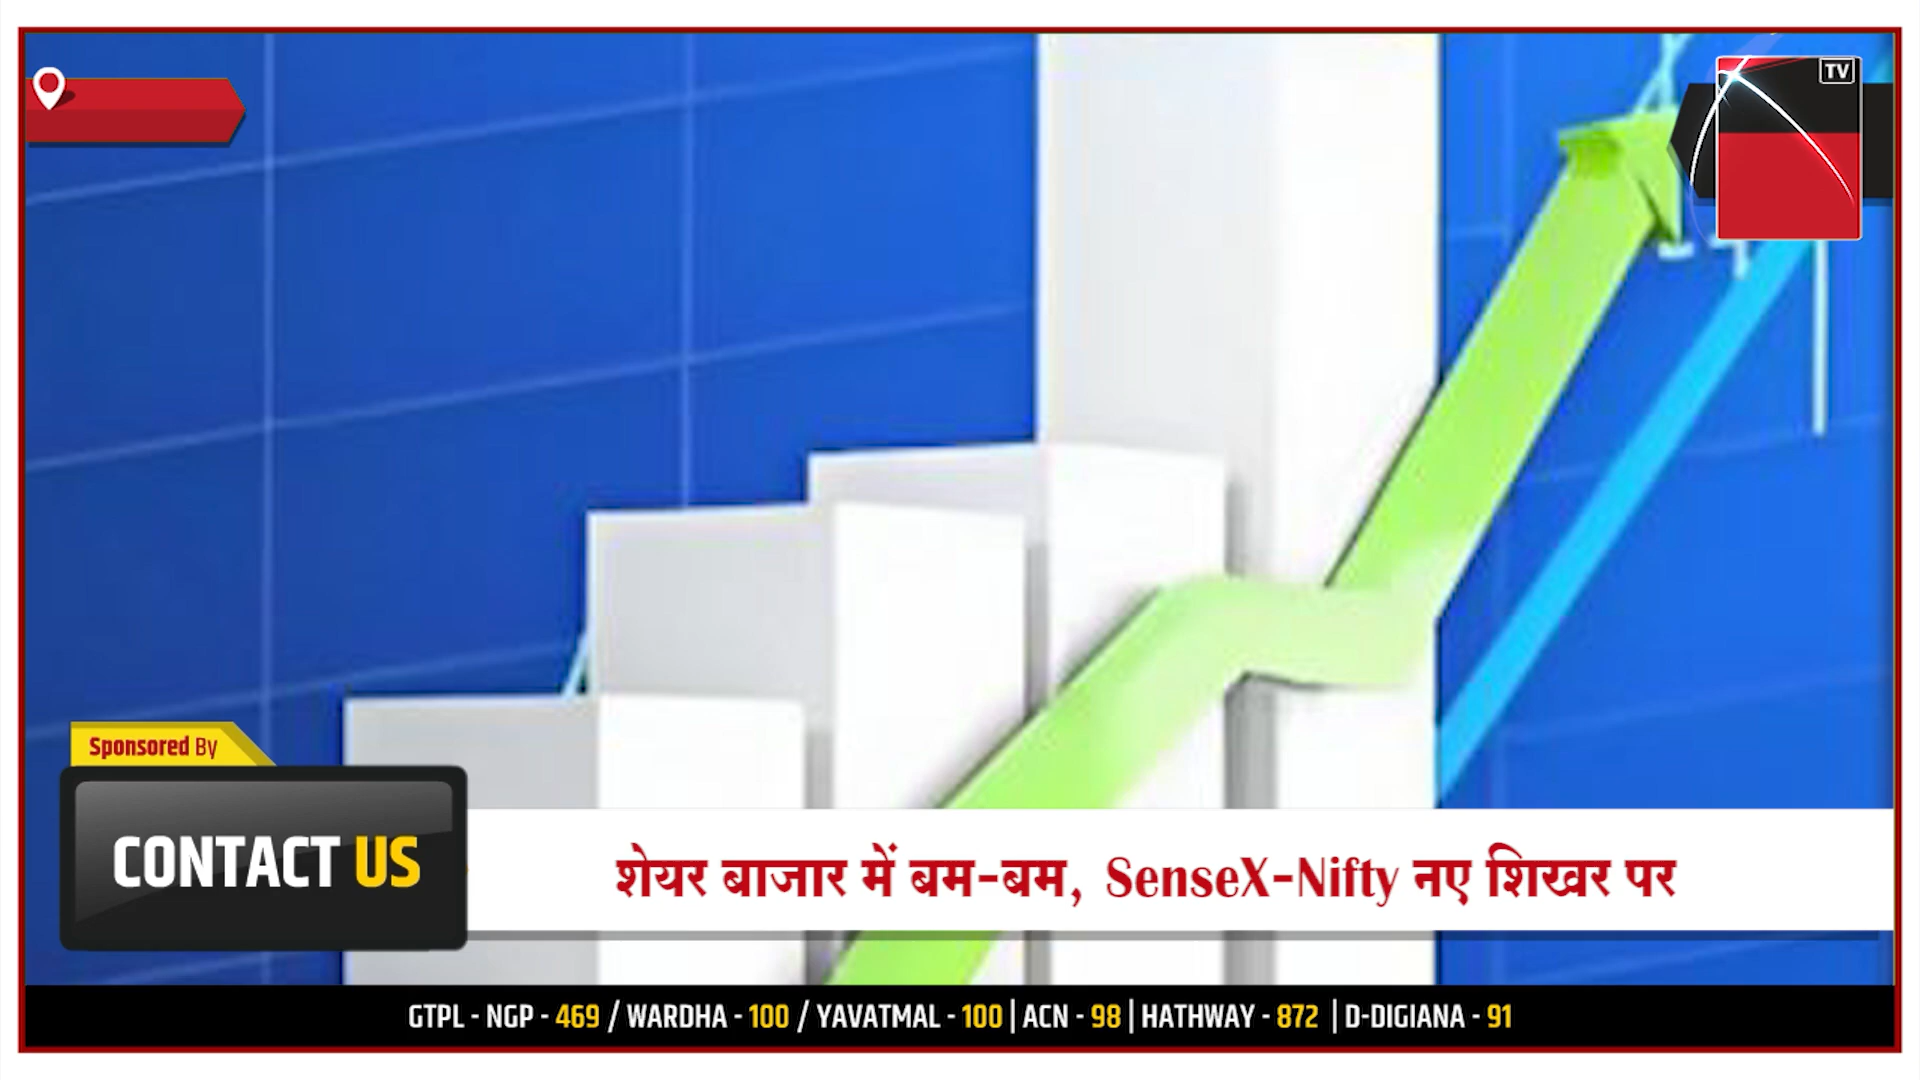 TV
Sponsored By
CONTACT US
शेयर बाजार में बम-बम, SenseX-Nifty नए शिखर पर
GTPL - NGP - 469 / WARDHA - 100 / YAVATMAL - 100 | ACN - 98 | HATHWAY - 872 | D-DIGIANA - 91